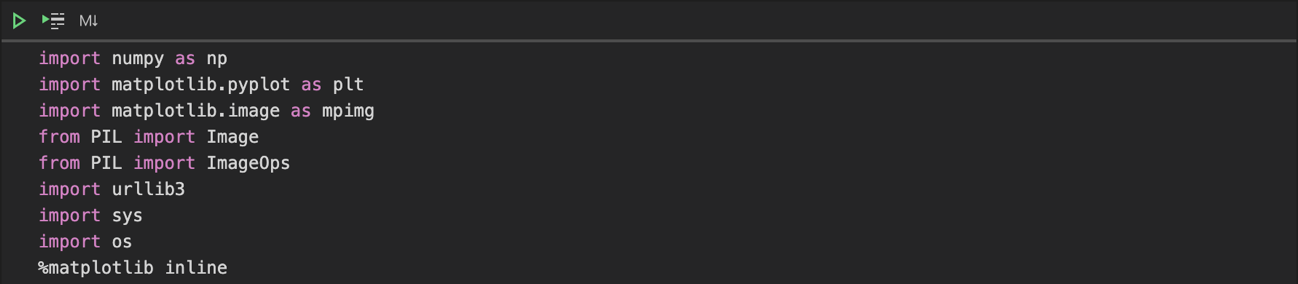 M↓
import numpy as np
import matplotlib.pyplot as plt
import matplotlib.image as mpimg
from PIL import Image
from PIL import ImageOps
import urllib3
import sys
import os
%matplotlib inline